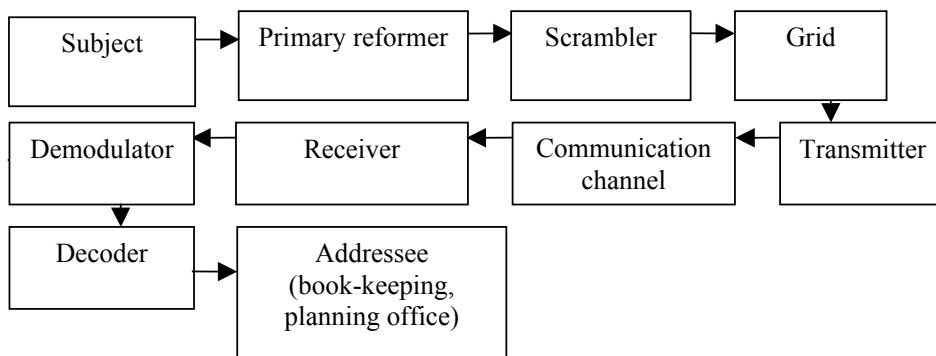 Subject
Primary reformer
Scrambler
Grid
Demodulator
Receiver
Communication
channel
Transmitter
Decoder
Addressee
(book-keeping,
planning office)